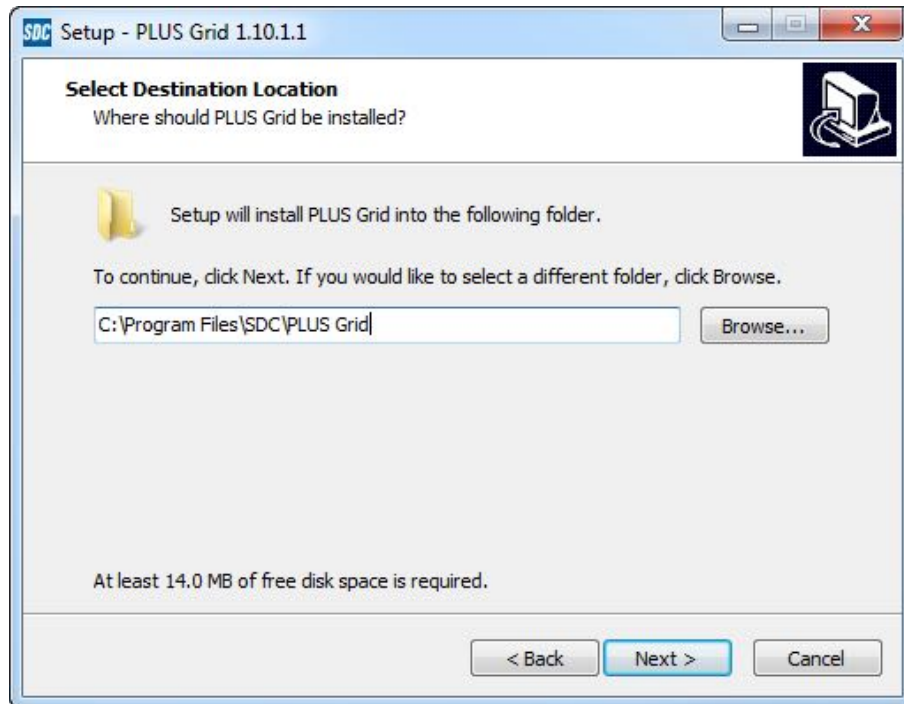 SDC Setup - PLUS Grid 1.10.1.1
Select Destination Location
Where should PLUS Grid be installed?
Setup will install PLUS Grid into the following folder.
To continue, click Next. If you would like to select a different folder, click Browse.
C:\Program Files\SDC\PLUS Grid
Browse...
At least 14.0 MB of free disk space is required.
< Back Next > Cancel